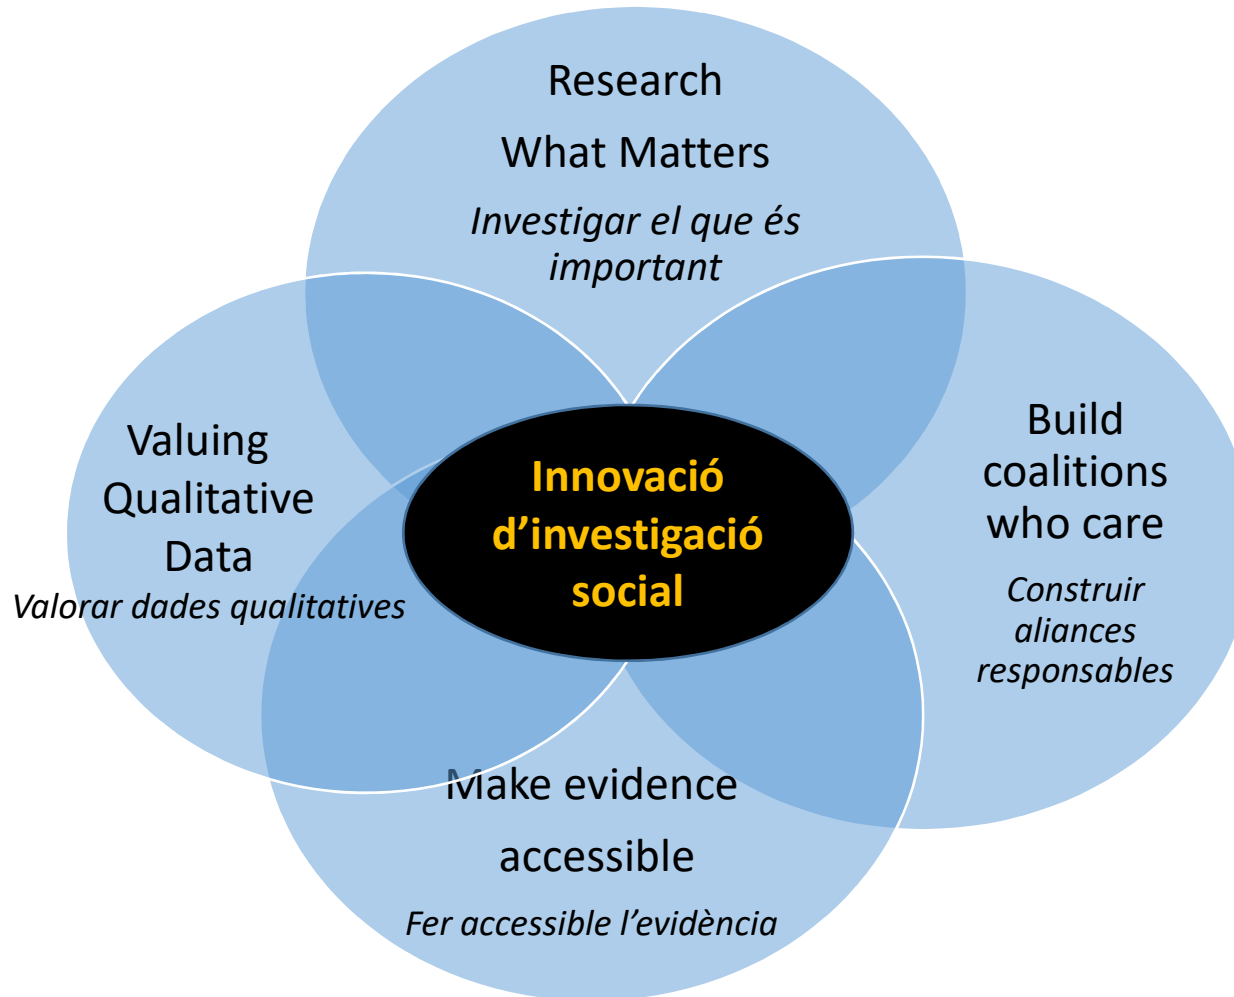 Research
What Matters
Investigar el que és
important
Valuing
Qualitative
Data
Valorar dades qualitatives
Innovació
d’investigació
social
Build
coalitions
who care
Construir
aliances
responsables
Make evidence
accessible
Fer accessible l’evidència